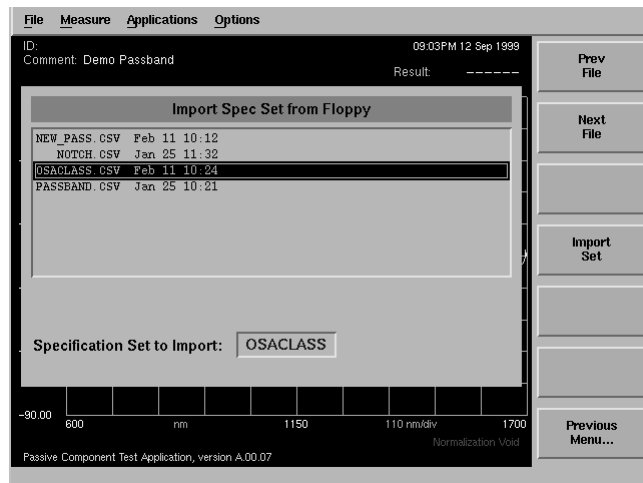 File Measure Applications Options
ID:
09:03PM 12 Sep 1999
Comment: Demo Passband
Result: ------
Import Spec Set from Floppy
NEW_PASS.CSV Feb 11 10:12
NOTCH.CSV Jan 25 11:32
OSACLASS.CSV Feb 11 10:24
PASSBAND.CSV Jan 25 10:21
Specification Set to Import: OSACLASS
-90.00
600 nm 1150 110 nm/div 1700
Normalization Void
Passive Component Test Application, version A.00.07
Prev
File
Next
File
Import
Set
Previous
Menu...